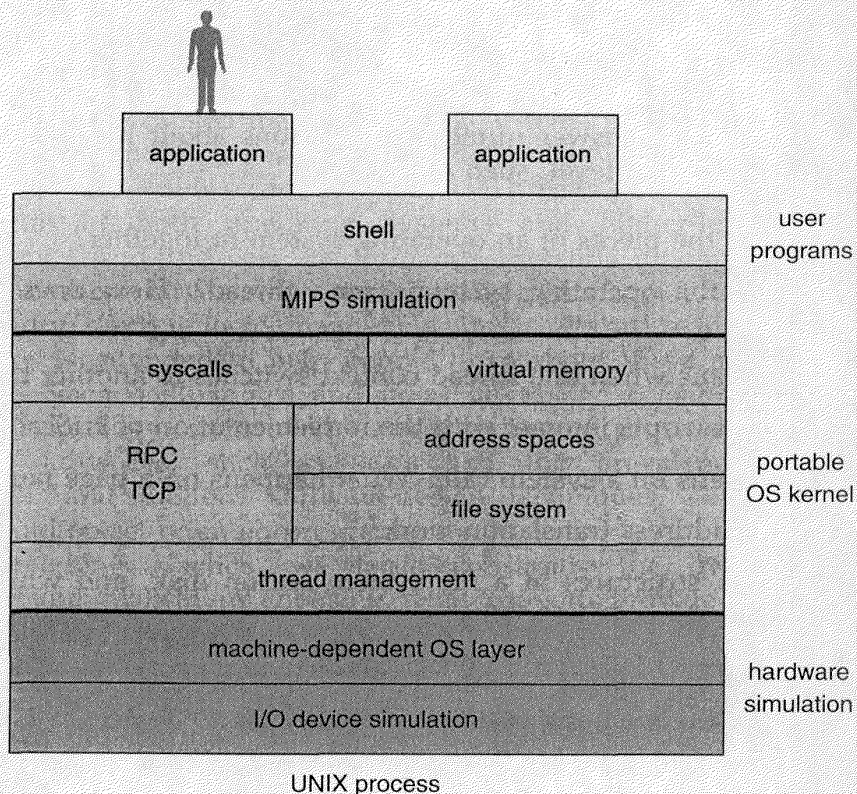 application
application
shell
user
programs
MIPS simulation
syscalls
virtual memory
RPC
TCP
address spaces
file system
portable
OS kernel
thread management
machine-dependent OS layer
I/O device simulation
hardware
simulation
UNIX process